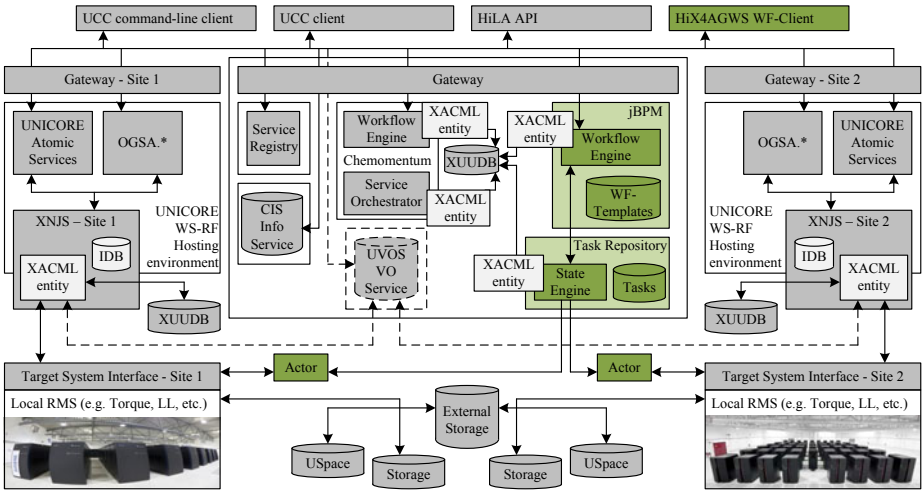 UCC command-line client
UCC client
HiLA API
HiX4AGWS WF-Client
Gateway - Site 1
Gateway
Gateway - Site 2
UNICORE
Atomic
Services
OGSA.*
Service
Registry
Workflow
Engine
XACML
entity
Chemomentum
XUUDB
Service
Orchestrator
XACML
entity
XACML
entity
jBPM
Workflow
Engine
WF-
Templates
OGSA.*
UNICORE
Atomic
Services
XNJS – Site 1
IDB
XACML
entity
UNICORE
WS-RF
Hosting
environment
XUUDB
CIS
Info
Service
UVOS
VO
Service
Task Repository
XACML
entity
State
Engine
Tasks
UNICORE
WS-RF
Hosting
environment
XNJS – Site 2
IDB
XACML
entity
XUUDB
Target System Interface - Site 1
Actor
Actor
Target System Interface - Site 2
Local RMS (e.g. Torque, LL, etc.)
Local RMS (e.g. Torque, LL, etc.)
External
Storage
USpace
Storage
Storage
USpace